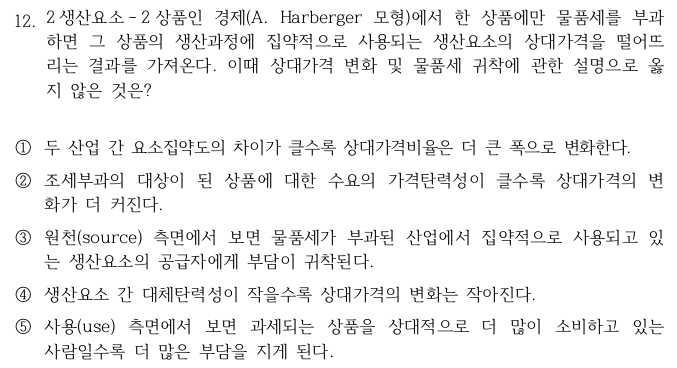 12. 2생산요소-2상품인 경제(A. Harberger 모형)에서 한 상품에만 물품세를 부과
하면 그 상품의 생산과정에 집약적으로 사용되는 생산요소의 상대가격을 떨어뜨
리는 결과를 가져온다. 이때 상대가격 변화 및 물품세 귀착에 관한 설명으로 옳
지 않은 것은?
① 두 산업 간 요소집약도의 차이가 클수록 상대가격비율은 더 큰 폭으로 변화한다.
② 조세부과의 대상이 된 상품에 대한 수요의 가격탄력성이 클수록 상대가격의 변
화가 더 커진다.
③ 원천(source) 측면에서 보면 물품세가 부과된 산업에서 집약적으로 사용되고 있
는 생산요소의 공급자에게 부담이 귀착된다.
④ 생산요소 간 대체탄력성이 작을수록 상대가격의 변화는 작아진다.
⑤ 사용(use) 측면에서 보면 과세되는 상품을 상대적으로 더 많이 소비하고 있는
사람일수록 더 많은 부담을 지게 된다.